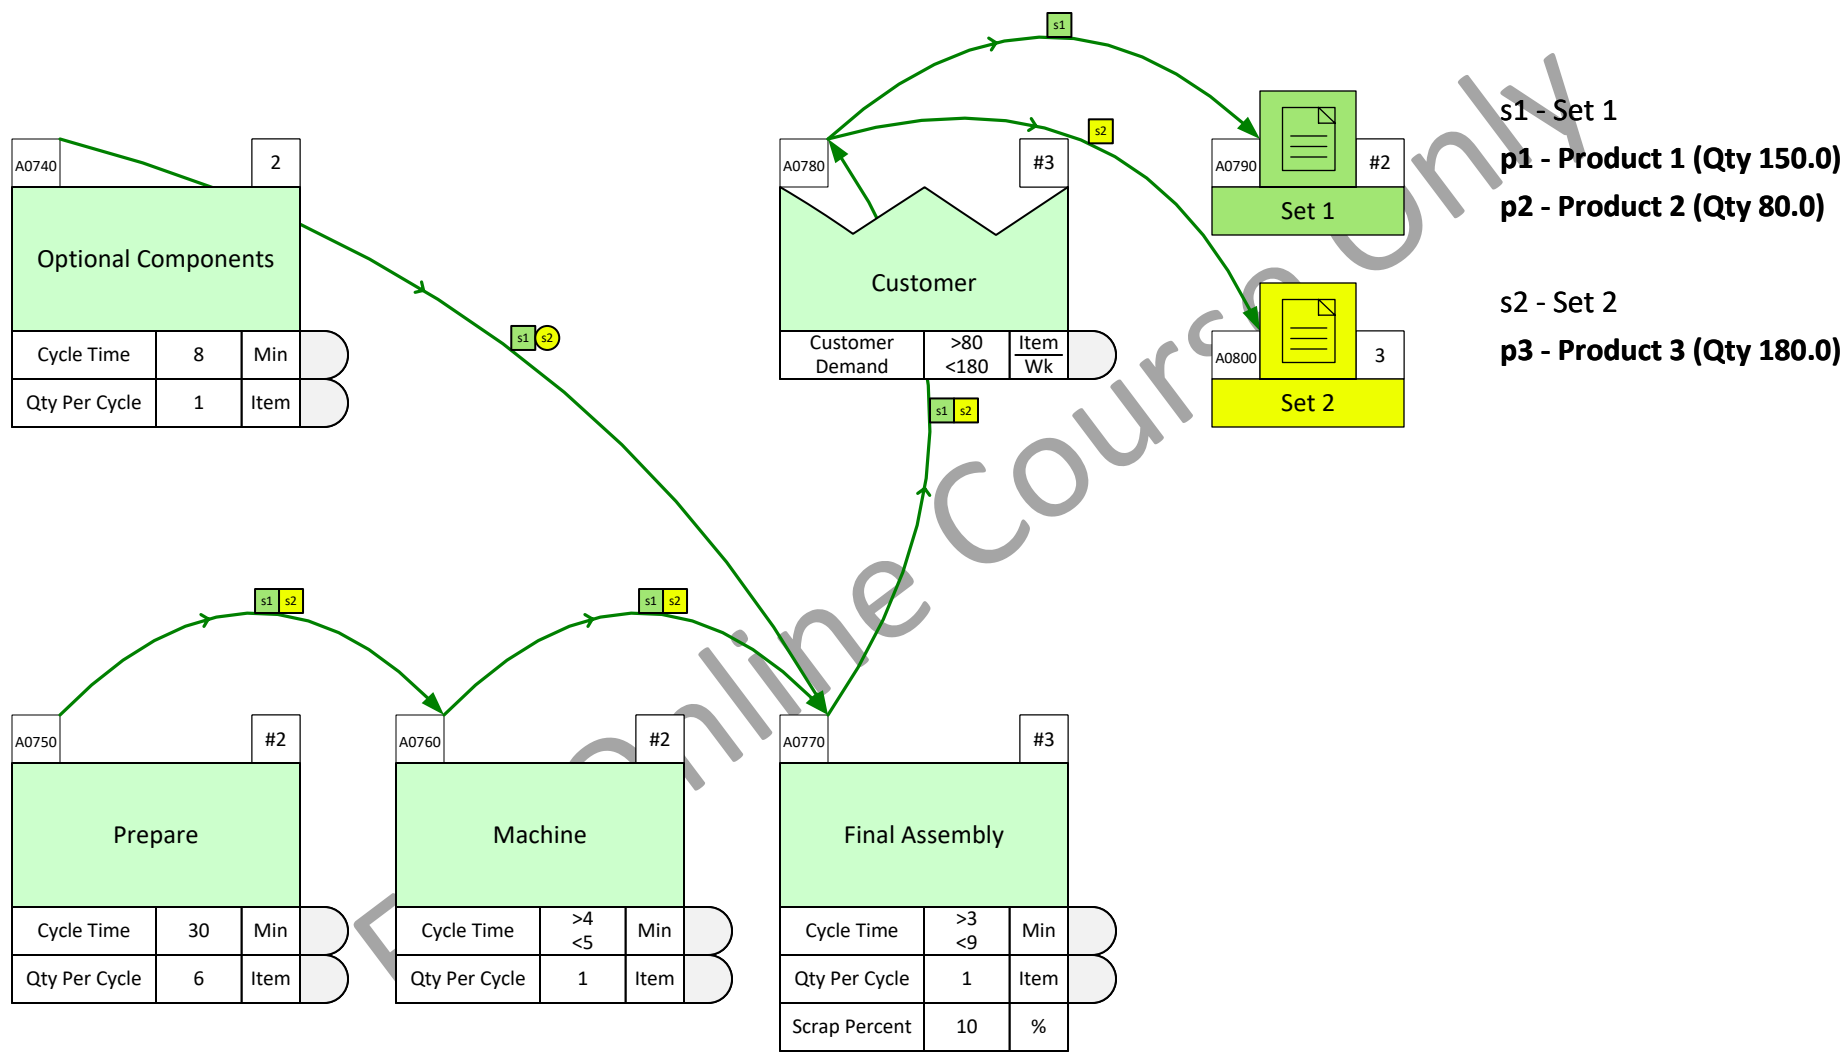 s1
s1 - Set 1
p1 - Product 1 (Qty 150.0)
p2 - Product 2 (Qty 80.0)
s2 - Set 2
p3 - Product 3 (Qty 180.0)
A0740
2
Optional Components
Cycle Time 8 Min
Qty Per Cycle 1 Item
s1 s2
A0780
#3
Customer
Customer Demand >80 <180 Item Wk
s2
s1 s2
A0790
#2
Set 1
A0800
3
Set 2
s1 s2
s1 s2
A0750
#2
Prepare
Cycle Time 30 Min
Qty Per Cycle 6 Item
A0760
#2
Machine
Cycle Time >4 <5 Min
Qty Per Cycle 1 Item
A0770
#3
Final Assembly
Cycle Time >3 <9 Min
Qty Per Cycle 1 Item
Scrap Percent 10 %
Online Course Only